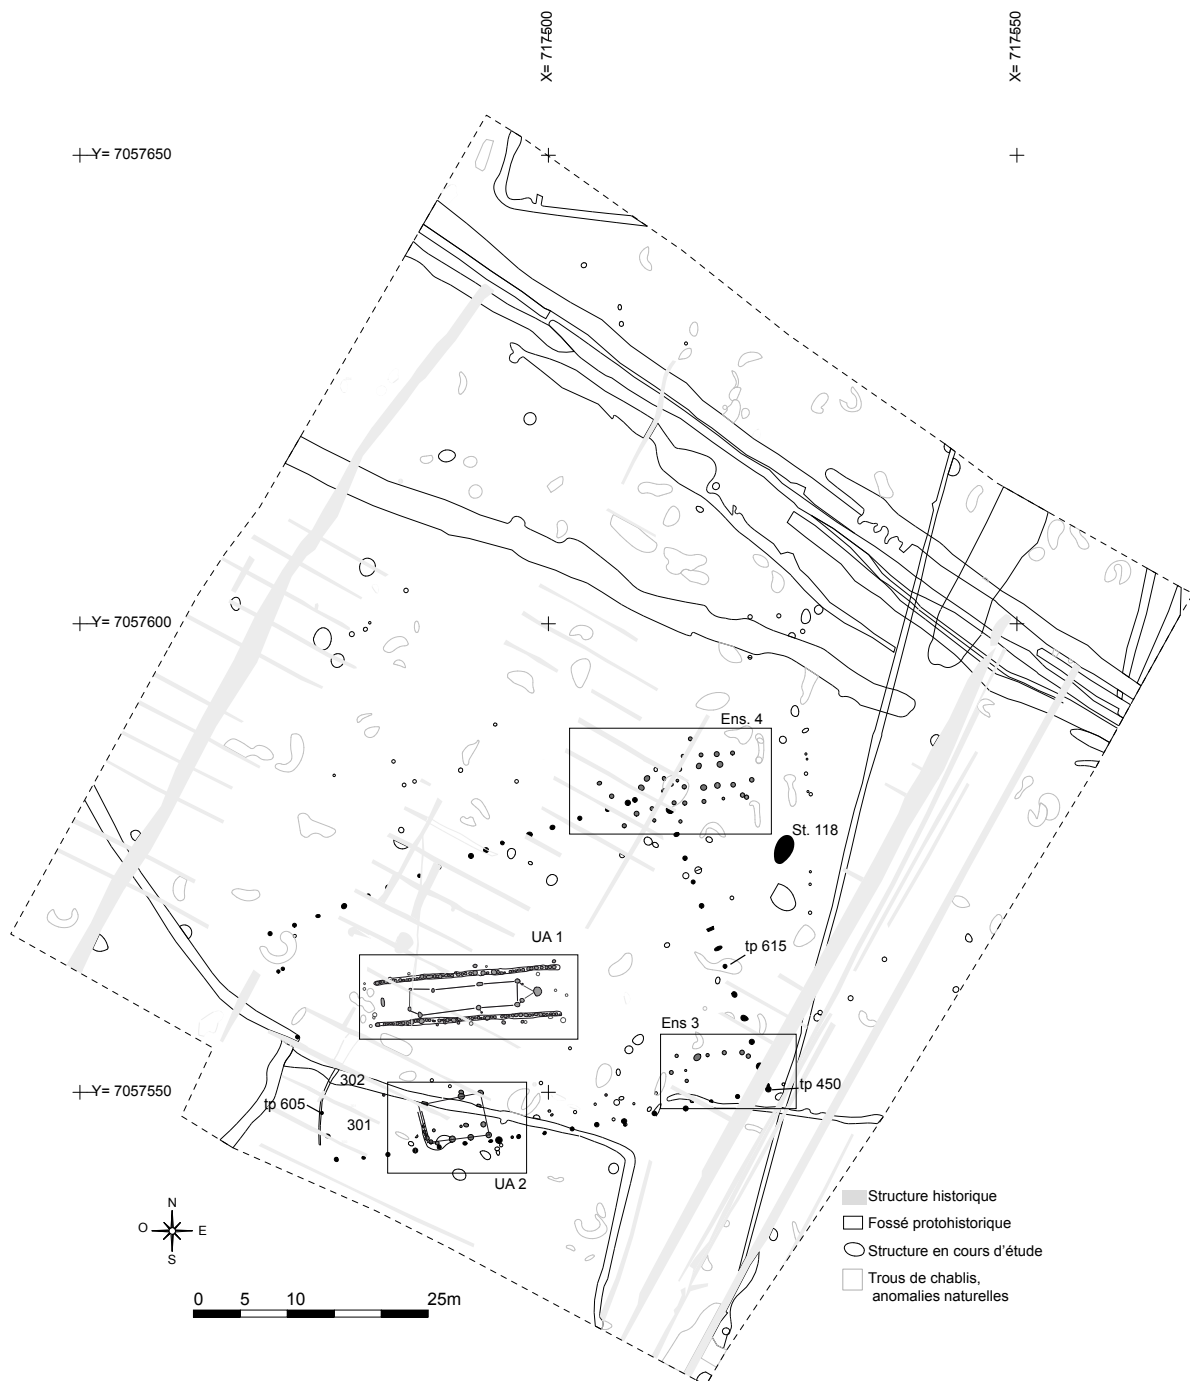 X= 717500
X= 717550
Y= 7057650
Y= 7057600
Ens. 4
St. 118
UA 1
tp 615
Ens 3
Y= 7057550
302
tp 450
tp 605
301
UA 2
N
O
E
S
Structure historique
Fossé protohistorique
Structure en cours d'étude
Trous de chablis,
anomalies naturelles
0 5 10 25m